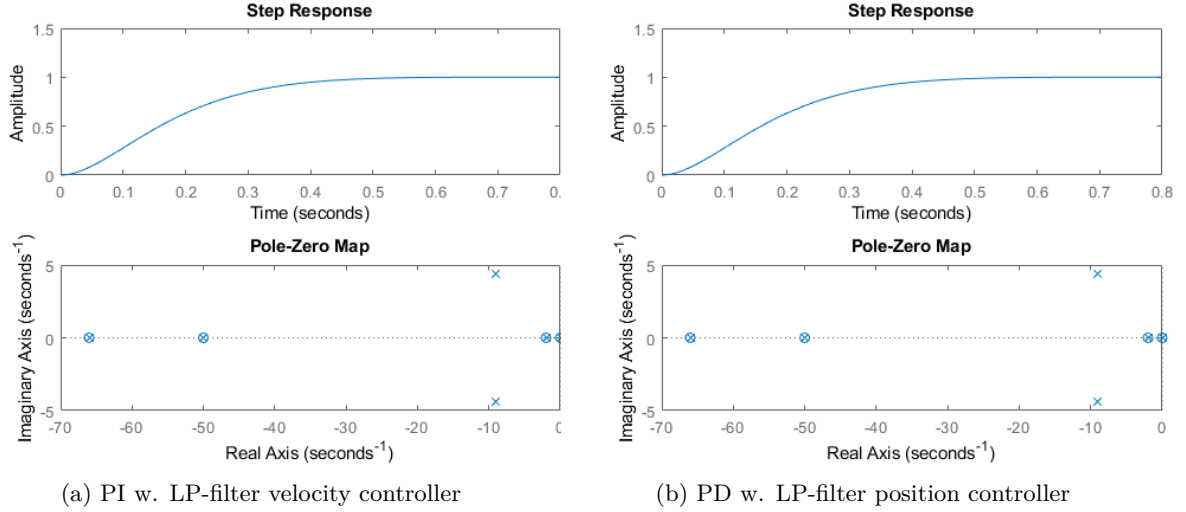 Step Response
1.5
1
0.5
0
Amplitude
0 0.1 0.2 0.3 0.4 0.5 0.6 0.7 0.
Time (seconds)
Pole-Zero Map
5
0
-5
Imaginary Axis (seconds⁻¹)
-70 -60 -50 -40 -30 -20 -10 0
Real Axis (seconds⁻¹)
(a) PI w. LP-filter velocity controller
Step Response
1.5
1
0.5
0
Amplitude
0 0.1 0.2 0.3 0.4 0.5 0.6 0.7 0.8
Time (seconds)
Pole-Zero Map
5
0
-5
Imaginary Axis (seconds⁻¹)
-70 -60 -50 -40 -30 -20 -10 0
Real Axis (seconds⁻¹)
(b) PD w. LP-filter position controller